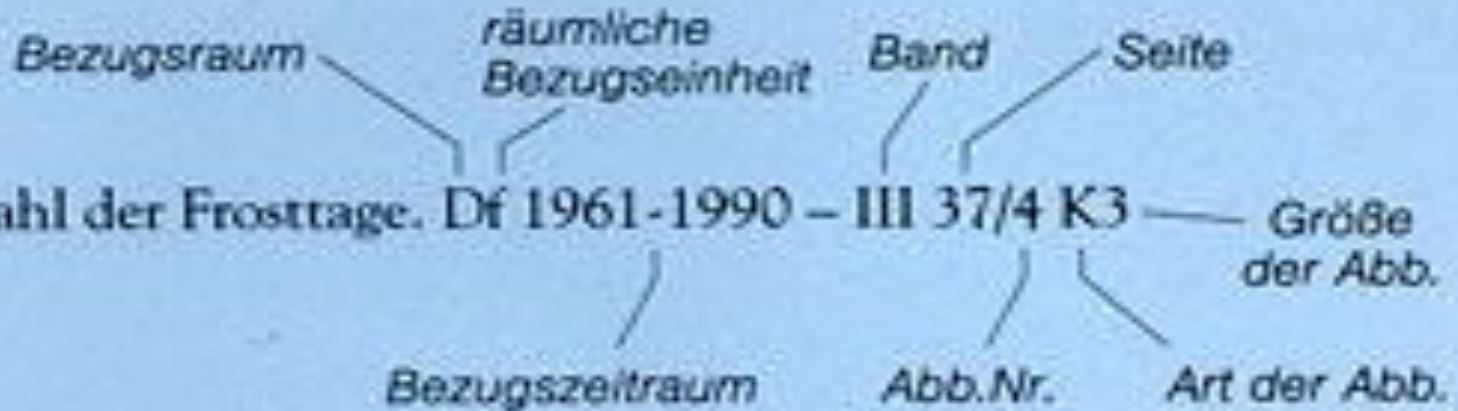 Bezugsraum
räumliche
Bezugseinheit
Band
Seite
der Frosttage. Df 1961-1990 – III 37/4 K3
Größe
der Abb.
Bezugszeitraum
Abb.Nr.
Art der Abb.